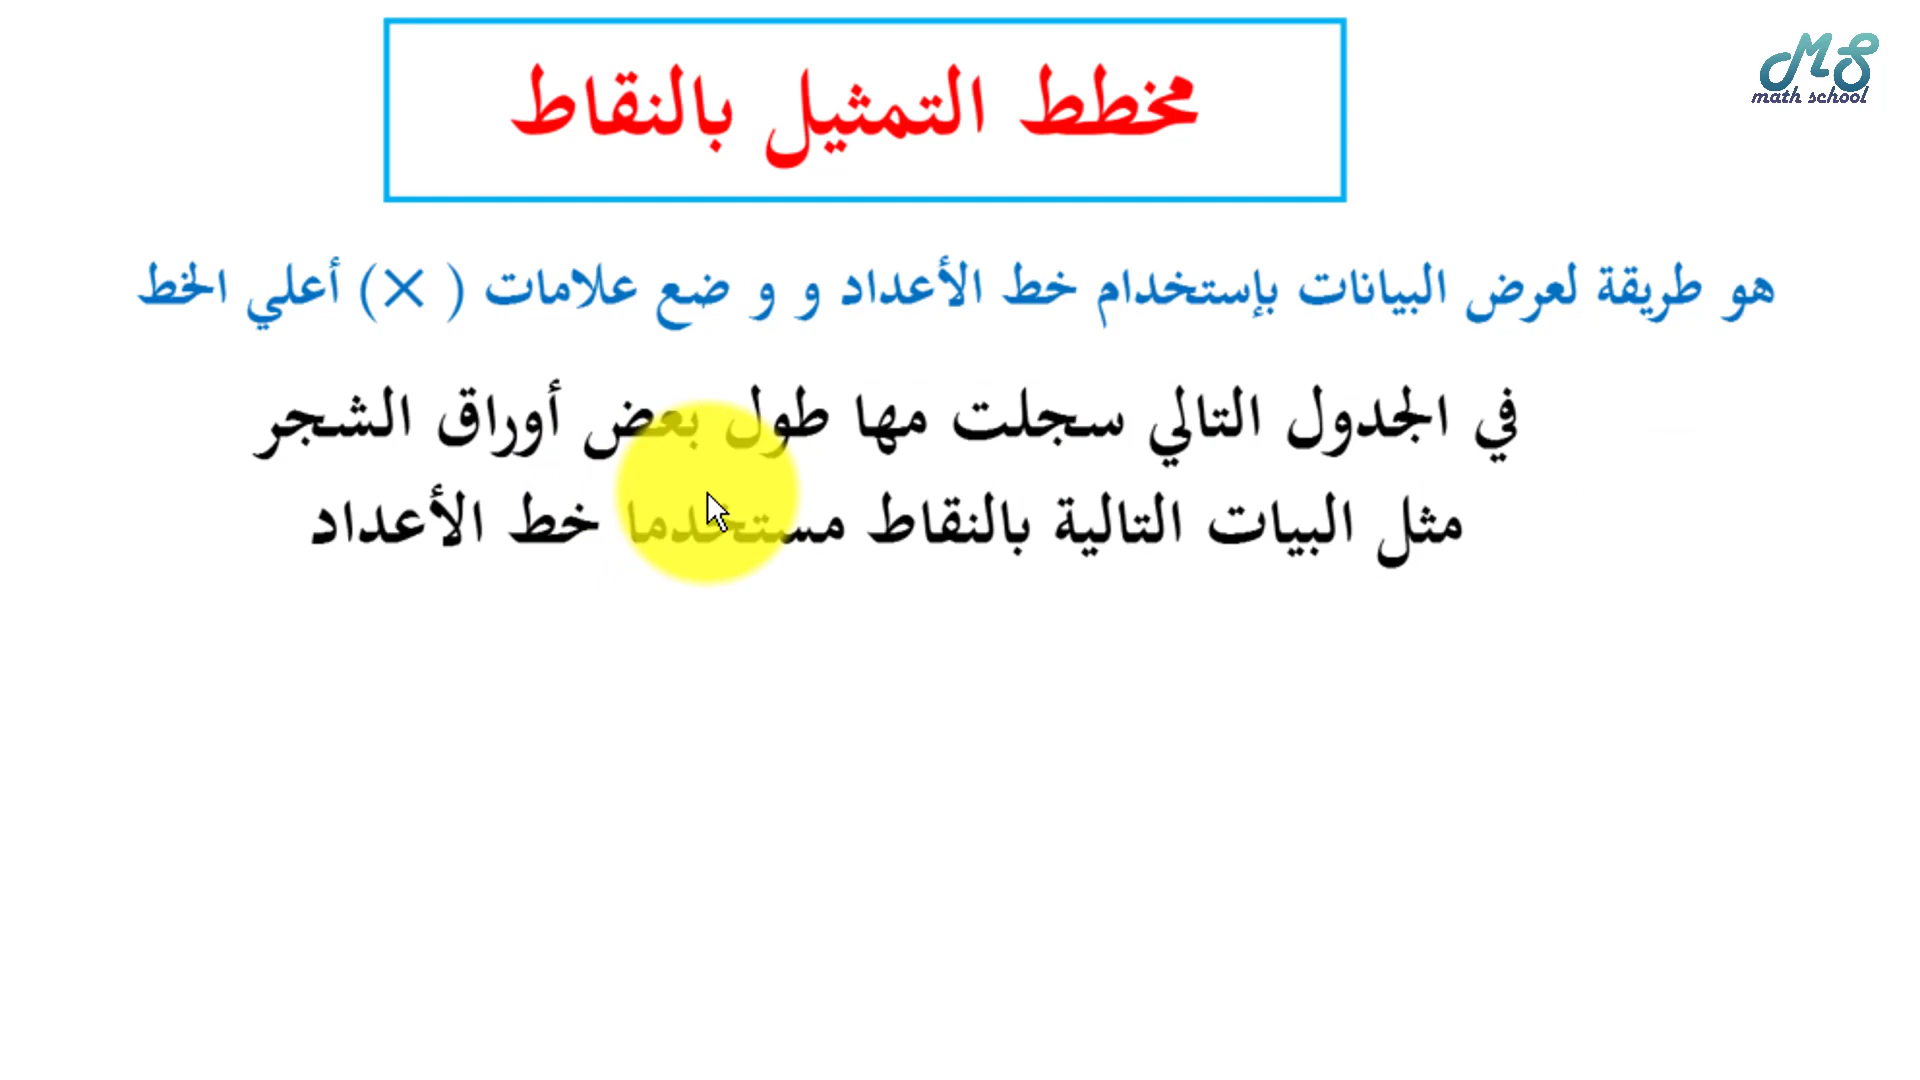 MS
math school
مخطط التمثيل بالنقاط
هو طريقة لعرض البيانات بإستخدام خط الأعداد و و ضع علامات ( × ) أعلي الخط
في الجدول التالي سجلت مها طول بعض أوراق الشجر
مثل البيات التالية بالنقاط مستخدما خط الأعداد